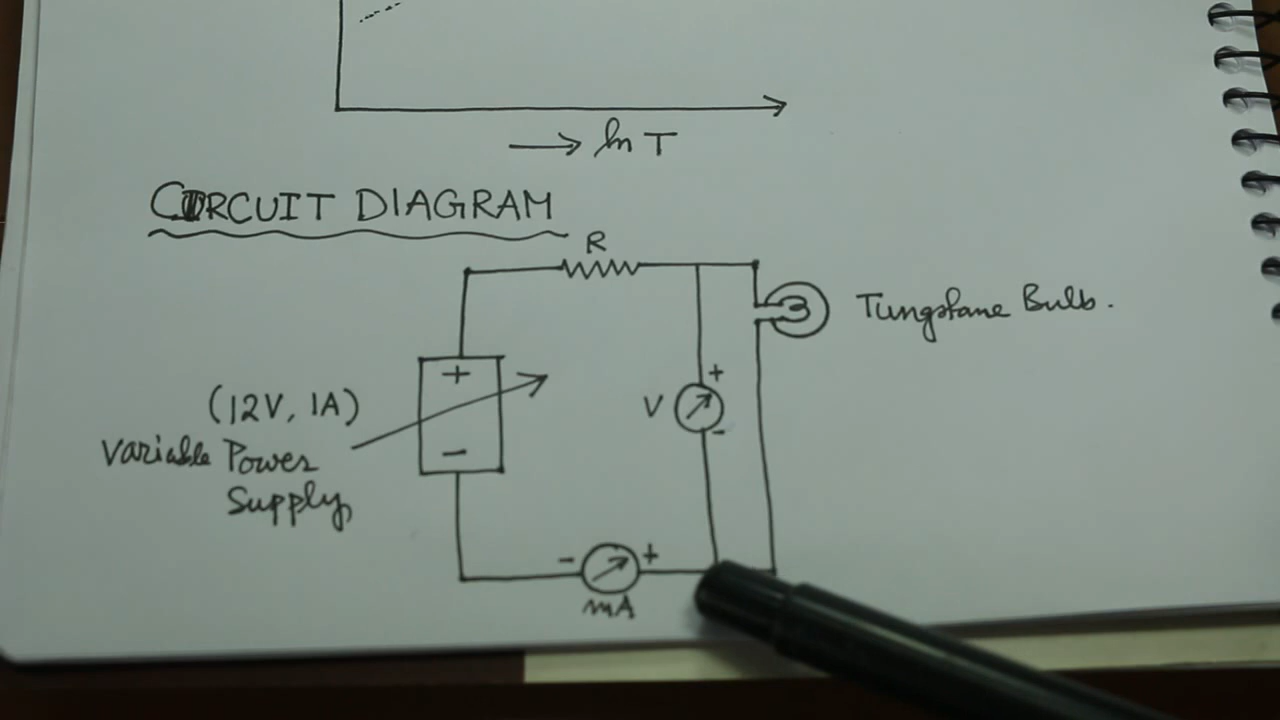 → ln T
CIRCUIT DIAGRAM
R
Tungstane Bulb.
+
(12V, 1A)
Variable Power
Supply
-
V
+
-
-
+
mA